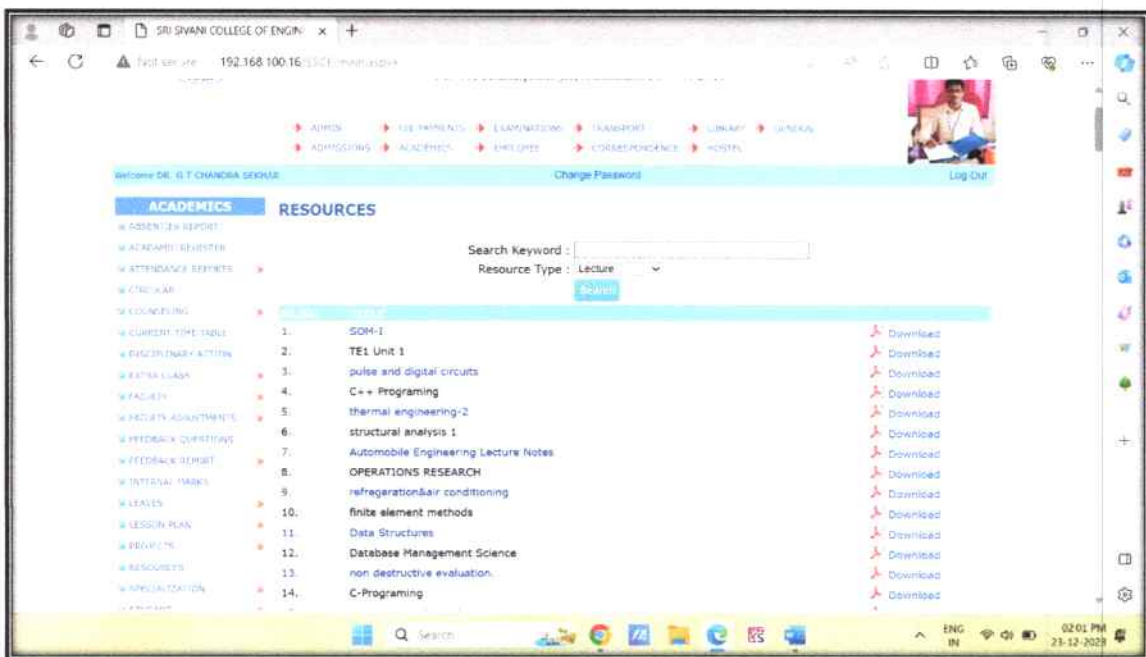 SRI SIVANI COLLEGE OF ENGIN
Not secure 192.168.100.16
ADMIN FEE PAYMENTS EXAMINATIONS TRANSPORT LIBRARY GENERAL
ADMISSIONS ACADEMICS EMPLOYEE CORRESPONDENCE HOSTEL
Welcome DR. G T CHANDRA SEKHAR Change Password Log Out
ACADEMICS
RESOURCES
ABSENTEES REPORT
Search Keyword :
ATTENDANCE REPORTS
Resource Type : Lecture
CIRCULAR
Search
COUNSELING
CURRENT TIME TABLE
1. SOM-I Download
DISCIPLINARY ACTION
2. TE1 Unit 1 Download
EXTRA CLASS
3. pulse and digital circuits Download
FACULTY
4. C++ Programing Download
FACULTY ADJUSTMENTS
5. thermal engineering-2 Download
FEEDBACK QUESTIONS
6. structural analysis 1 Download
FEEDBACK REPORT
7. Automobile Engineering Lecture Notes Download
INTERNAL MARKS
8. OPERATIONS RESEARCH Download
LEAVES
9. refregeration&air conditioning Download
LESSON PLAN
10. finite element methods Download
PROJECTS
11. Data Structures Download
RESOURCES
12. Database Management Science Download
SPECIALIZATION
13. non destructive evaluation. Download
14. C-Programing Download
Search
ENG
IN
02:01 PM
23-12-2023